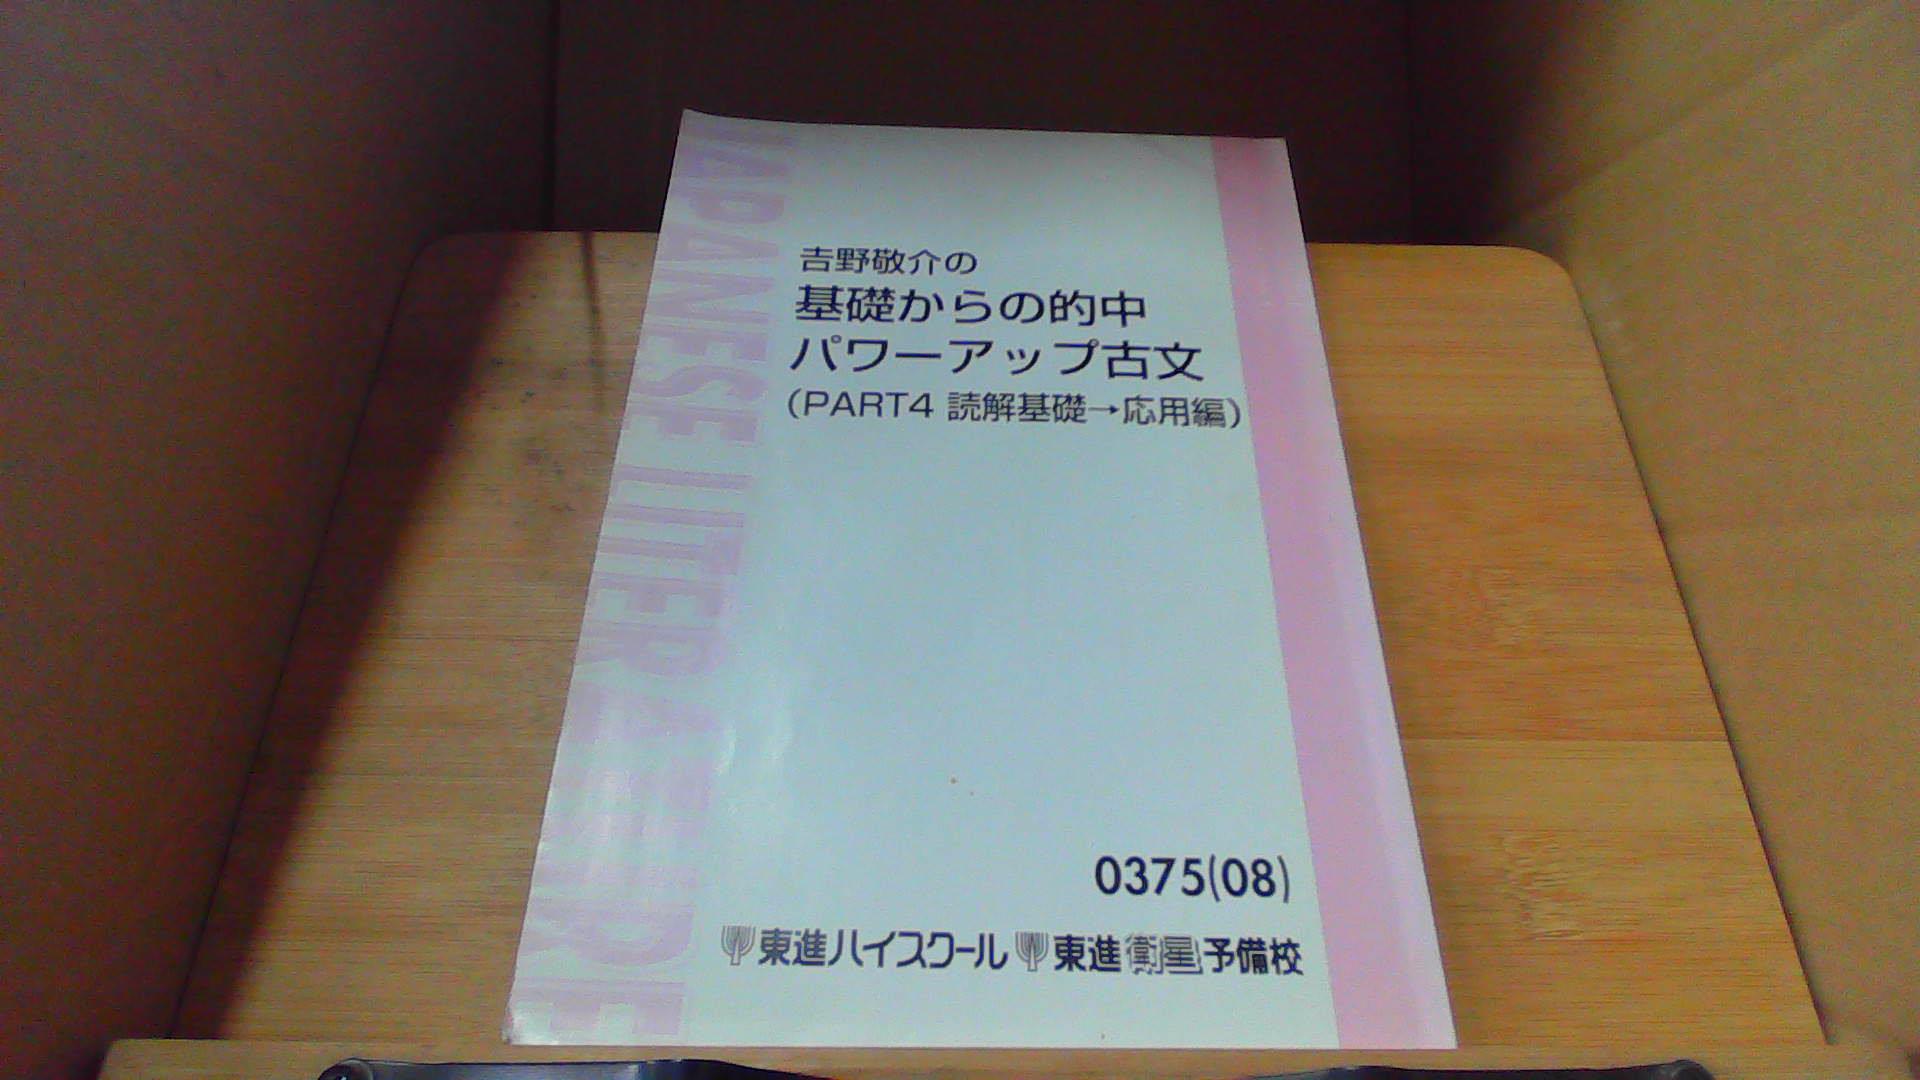 JAPANESE LITERATURE
吉野敬介の
基礎からの的中
パワーアップ古文
(PART4 読解基礎→応用編)
0375(08)
東進ハイスクール 東進衛星予備校